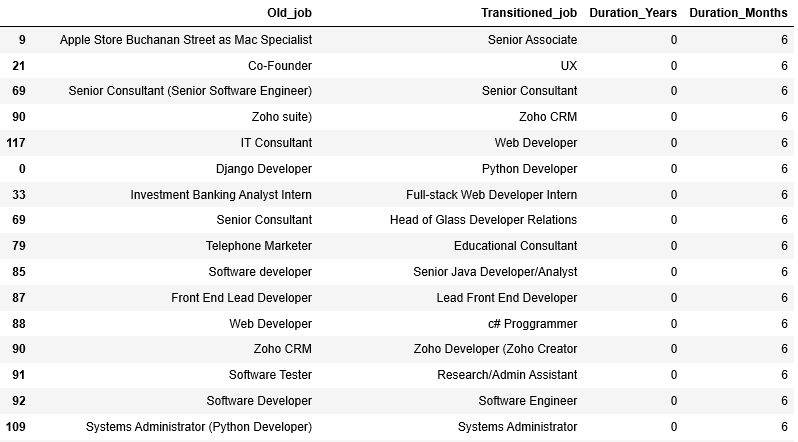 Old_job Transitioned_job Duration_Years Duration_Months
9 Apple Store Buchanan Street as Mac Specialist Senior Associate 0 6
21 Co-Founder UX 0 6
69 Senior Consultant (Senior Software Engineer) Senior Consultant 0 6
90 Zoho suite) Zoho CRM 0 6
117 IT Consultant Web Developer 0 6
0 Django Developer Python Developer 0 6
33 Investment Banking Analyst Intern Full-stack Web Developer Intern 0 6
69 Senior Consultant Head of Glass Developer Relations 0 6
79 Telephone Marketer Educational Consultant 0 6
85 Software developer Senior Java Developer/Analyst 0 6
87 Front End Lead Developer Lead Front End Developer 0 6
88 Web Developer c# Proggrammer 0 6
90 Zoho CRM Zoho Developer (Zoho Creator 0 6
91 Software Tester Research/Admin Assistant 0 6
92 Software Developer Software Engineer 0 6
109 Systems Administrator (Python Developer) Systems Administrator 0 6